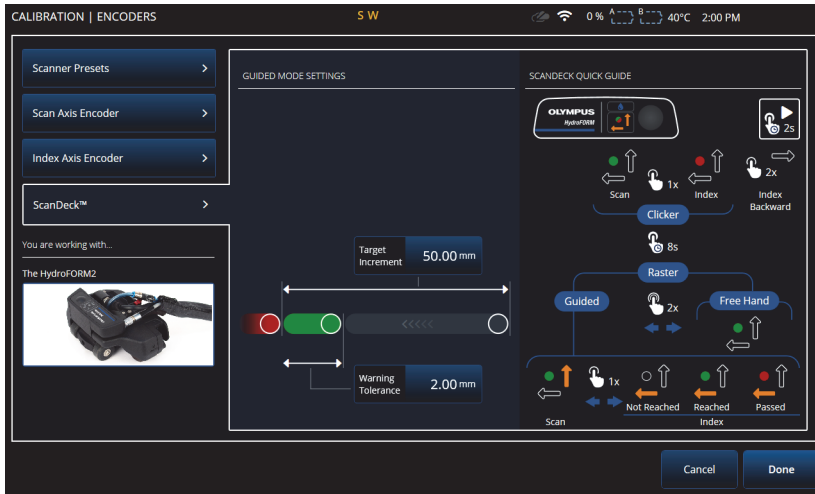 CALIBRATION | ENCODERS
S W
0 %
A
B
40°C
2:00 PM
Scanner Presets
Scan Axis Encoder
Index Axis Encoder
ScanDeck™
You are working with...
The HydroFORM2
GUIDED MODE SETTINGS
Target
Increment
50.00 mm
Warning
Tolerance
2.00 mm
SCANDECK QUICK GUIDE
OLYMPUS
HydroFORM
2s
Scan
1x
Index
2x
Index
Backward
Clicker
8s
Raster
Guided
2x
Free Hand
1x
Not Reached
Reached
Passed
Scan
Index
Cancel
Done